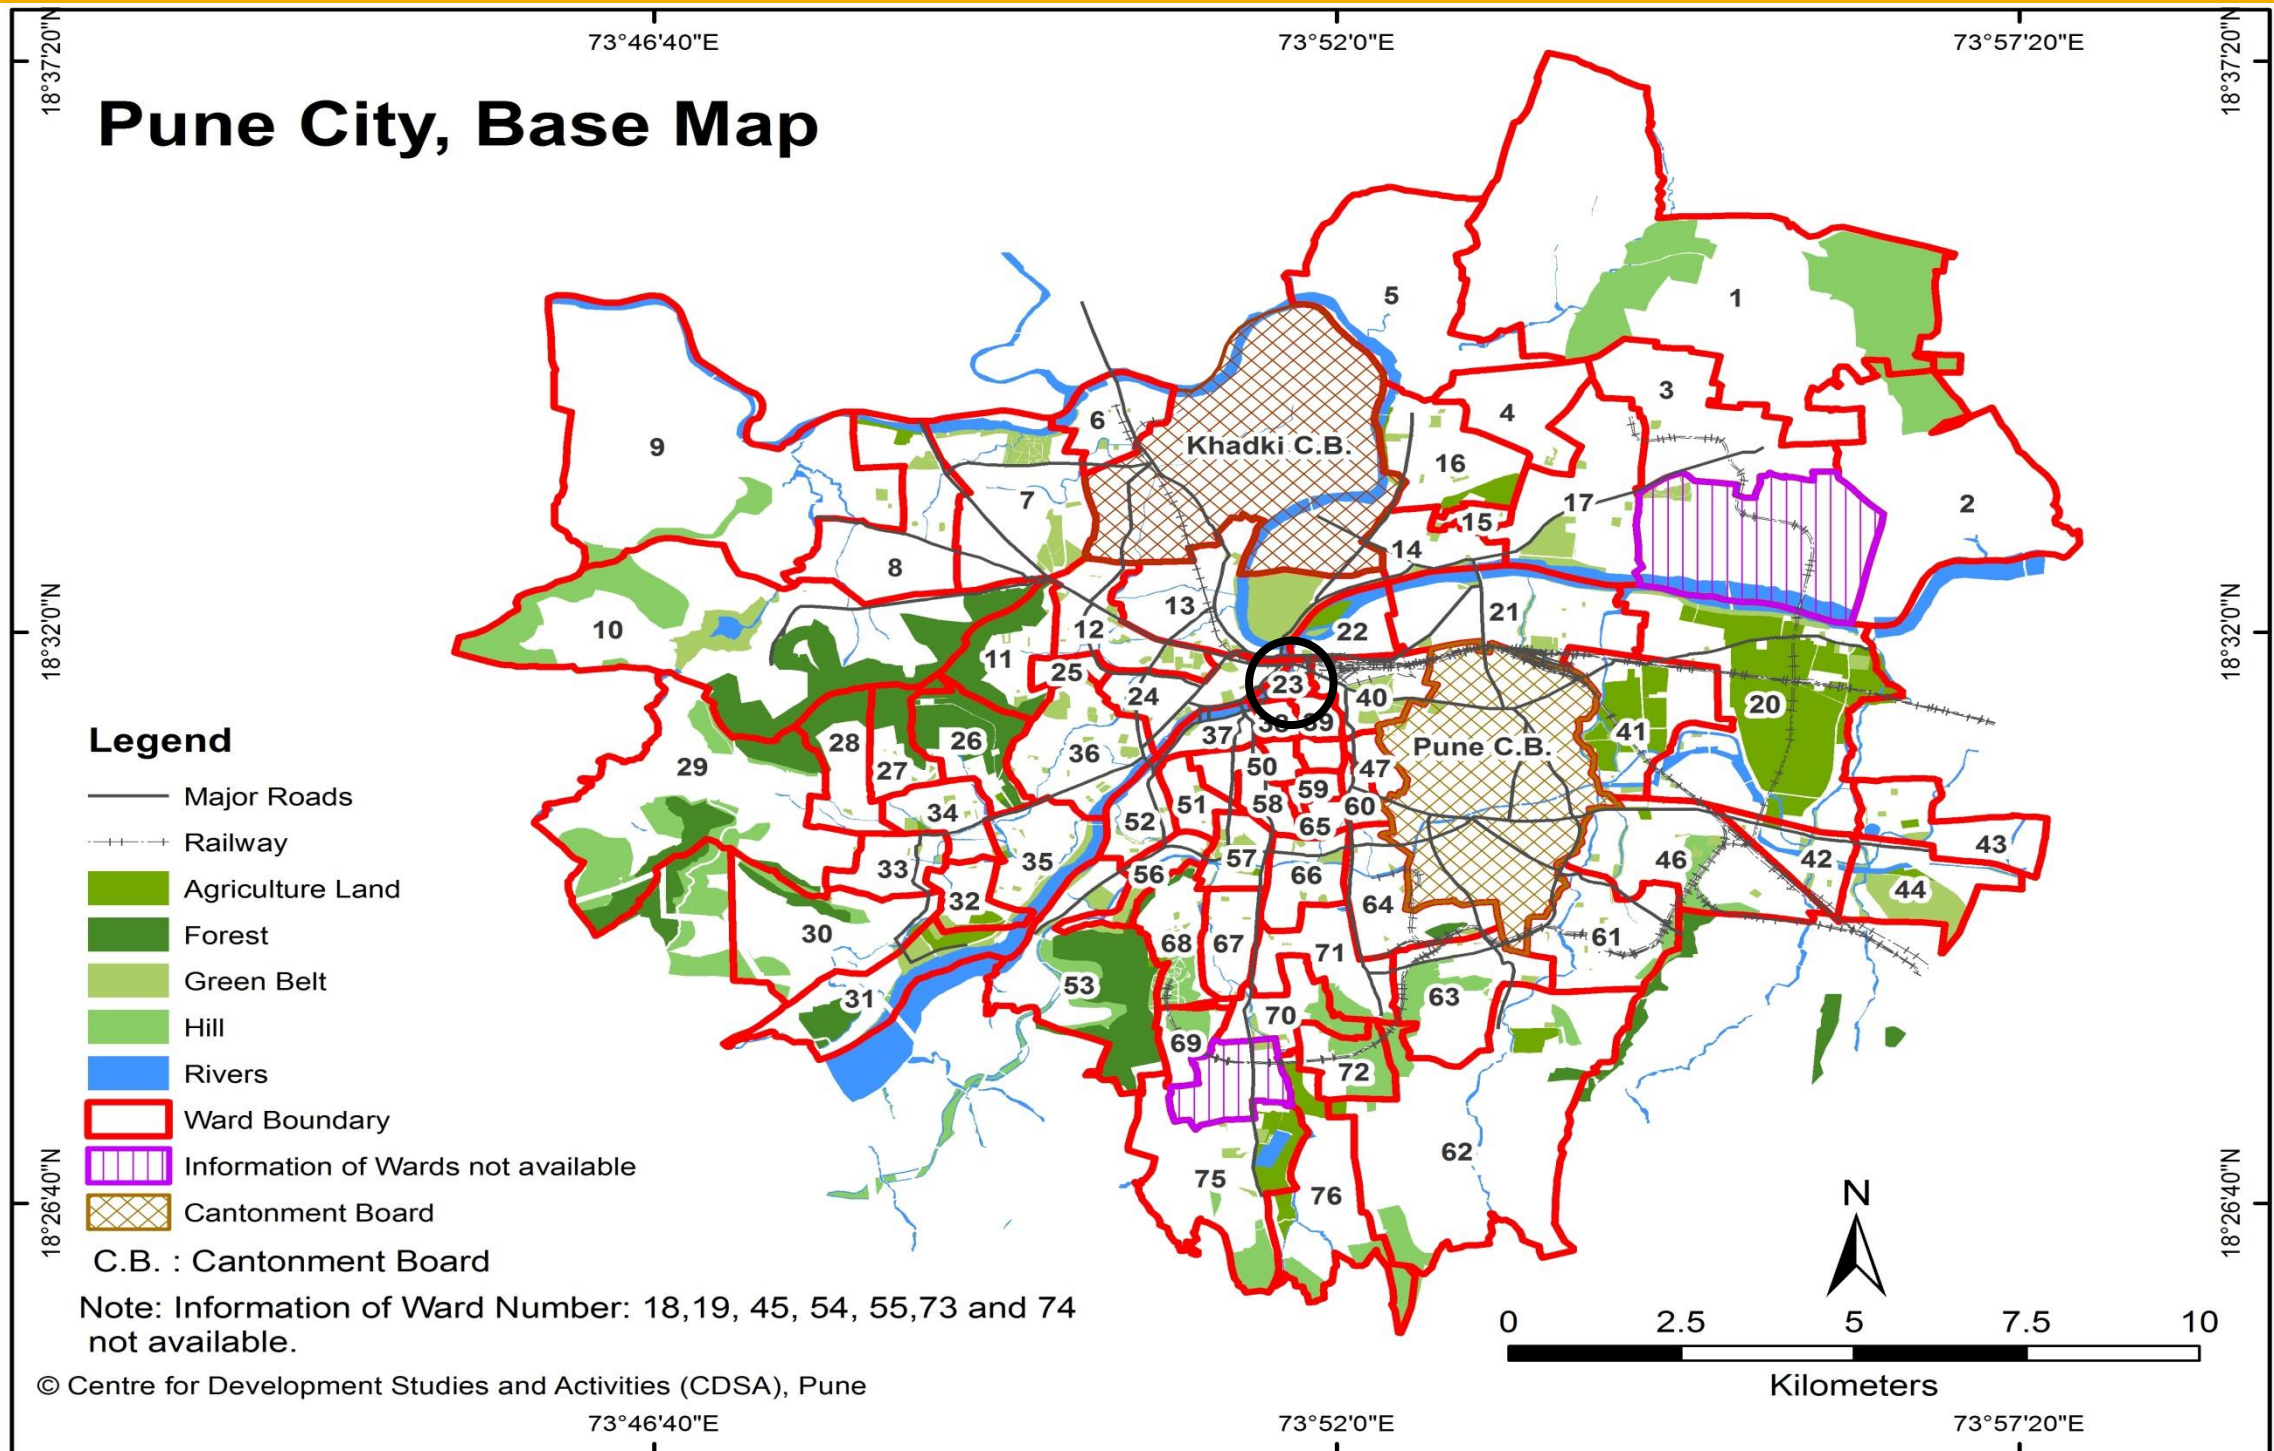 73°46'40"E 73°52'0"E 73°57'20"E
18°37'20"N 18°37'20"N
Pune City, Base Map
1
5
3
6
4
Khadki C.B.
9
16
7
17
2
15
14
8
13
21
10
12
22
18°32'0"N 18°32'0"N
11
25
23
24
40
20
38 39
41
37
26
28
Pune C.B.
36
29
50
47
27
59
51
58
60
34
52
65
43
57
46
42
35
33
56
66
44
32
64
30
61
68
67
71
53
31
63
70
69
72
62
75
76
Legend
Major Roads
Railway
Agriculture Land
Forest
Green Belt
Hill
Rivers
Ward Boundary
Information of Wards not available
Cantonment Board
C.B. : Cantonment Board
18°26'40"N 18°26'40"N
N
Note: Information of Ward Number: 18,19, 45, 54, 55,73 and 74
not available.
0 2.5 5 7.5 10
Kilometers
© Centre for Development Studies and Activities (CDSA), Pune
73°46'40"E 73°52'0"E 73°57'20"E